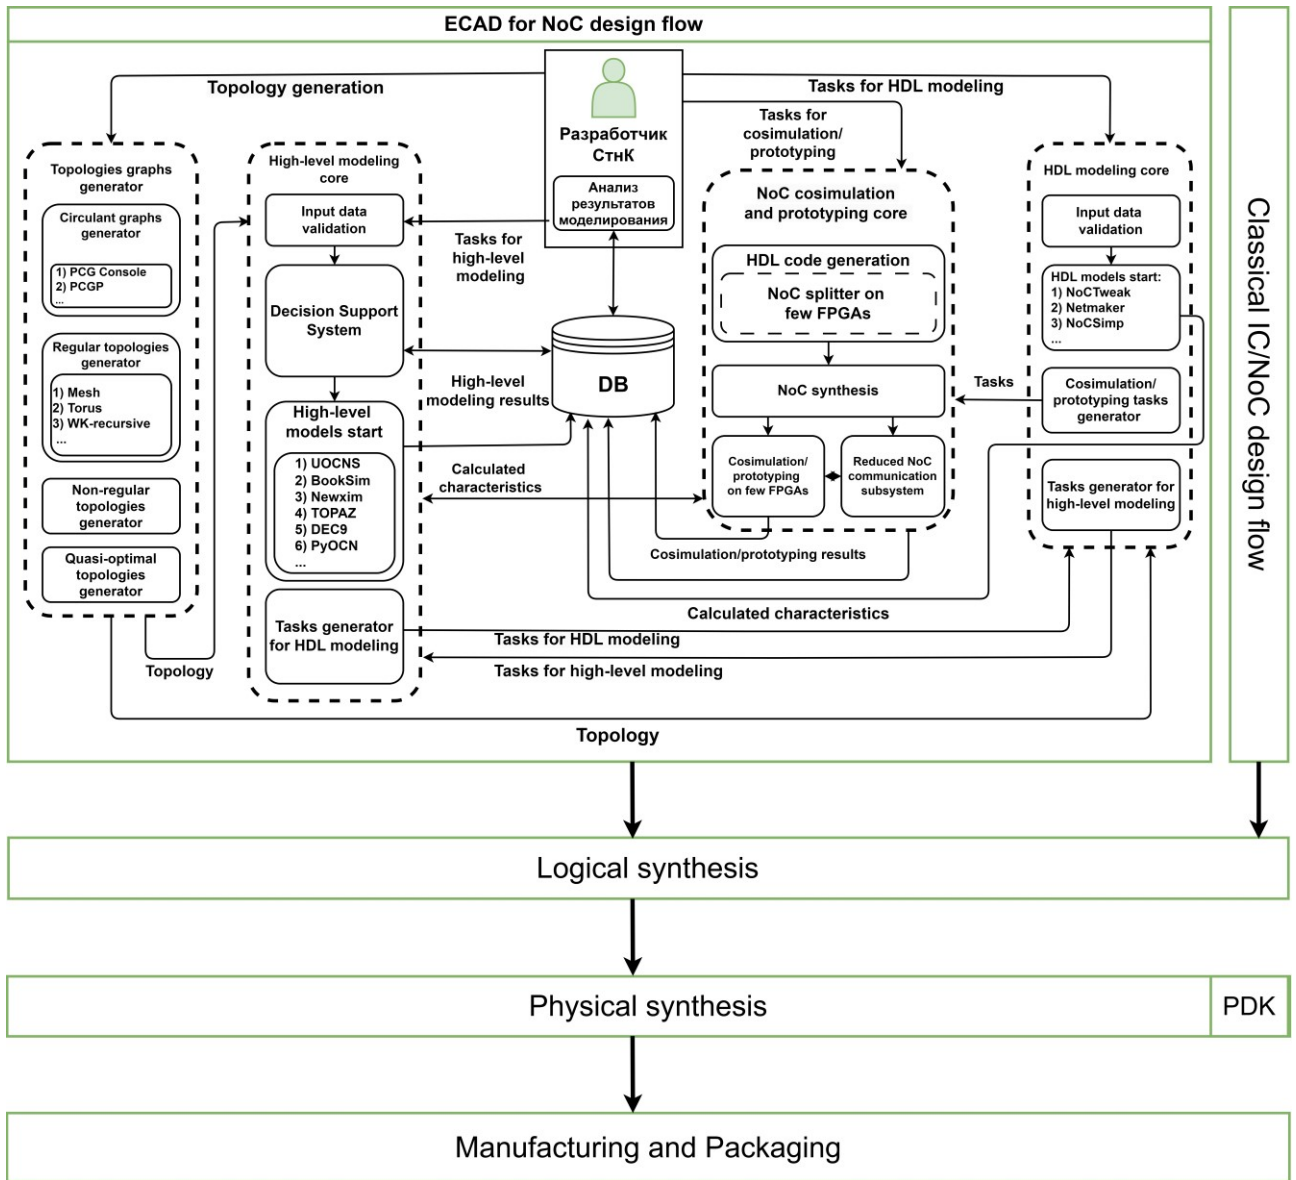 ECAD for NoC design flow
Topology generation
Разработчик
СтнК
Анализ
результатов
моделирования
Tasks for HDL modeling
Tasks for
cosimulation/
prototyping
Topologies graphs
generator
Circulant graphs
generator
1) PCG Console
2) PCGP
...
Regular topologies
generator
1) Mesh
2) Torus
3) WK-recursive
...
Non-regular
topologies
generator
Quasi-optimal
topologies
generator
Topology
High-level modeling
core
Input data
validation
Decision Support
System
High-level
models start
1) UOCNS
2) BookSim
3) Newxim
4) TOPAZ
5) DEC9
6) PyOCN
...
Tasks generator
for HDL modeling
Tasks for
high-level
modeling
High-level
modeling results
DB
Calculated
characteristics
NoC cosimulation
and prototyping core
HDL code generation
NoC splitter on
few FPGAs
NoC synthesis
Cosimulation/
prototyping
on few FPGAs
Reduced NoC
communication
subsystem
Cosimulation/prototyping results
Tasks
HDL modeling core
Input data
validation
HDL models start:
1) NoCTweak
2) Netmaker
3) NoCSimp
...
Cosimulation/
prototyping tasks
generator
Tasks generator for
high-level modeling
Calculated characteristics
Tasks for HDL modeling
Tasks for high-level modeling
Topology
Classical IC/NoC design flow
Logical synthesis
Physical synthesis
PDK
Manufacturing and Packaging